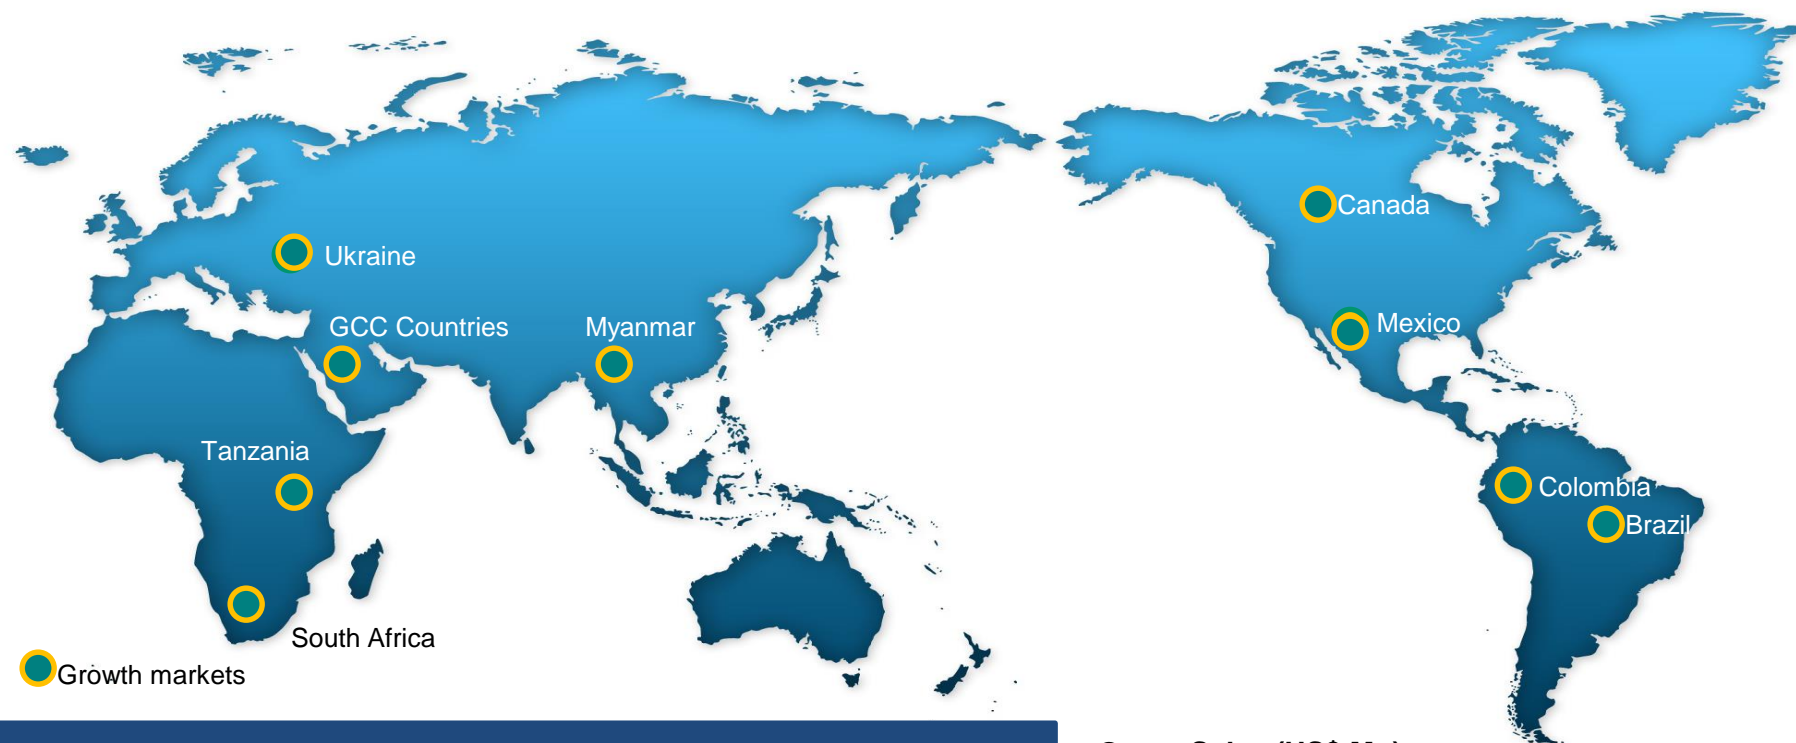 Canada
Ukraine
GCC Countries
Myanmar
Mexico
Tanzania
Colombia
Brazil
South Africa
Growth markets